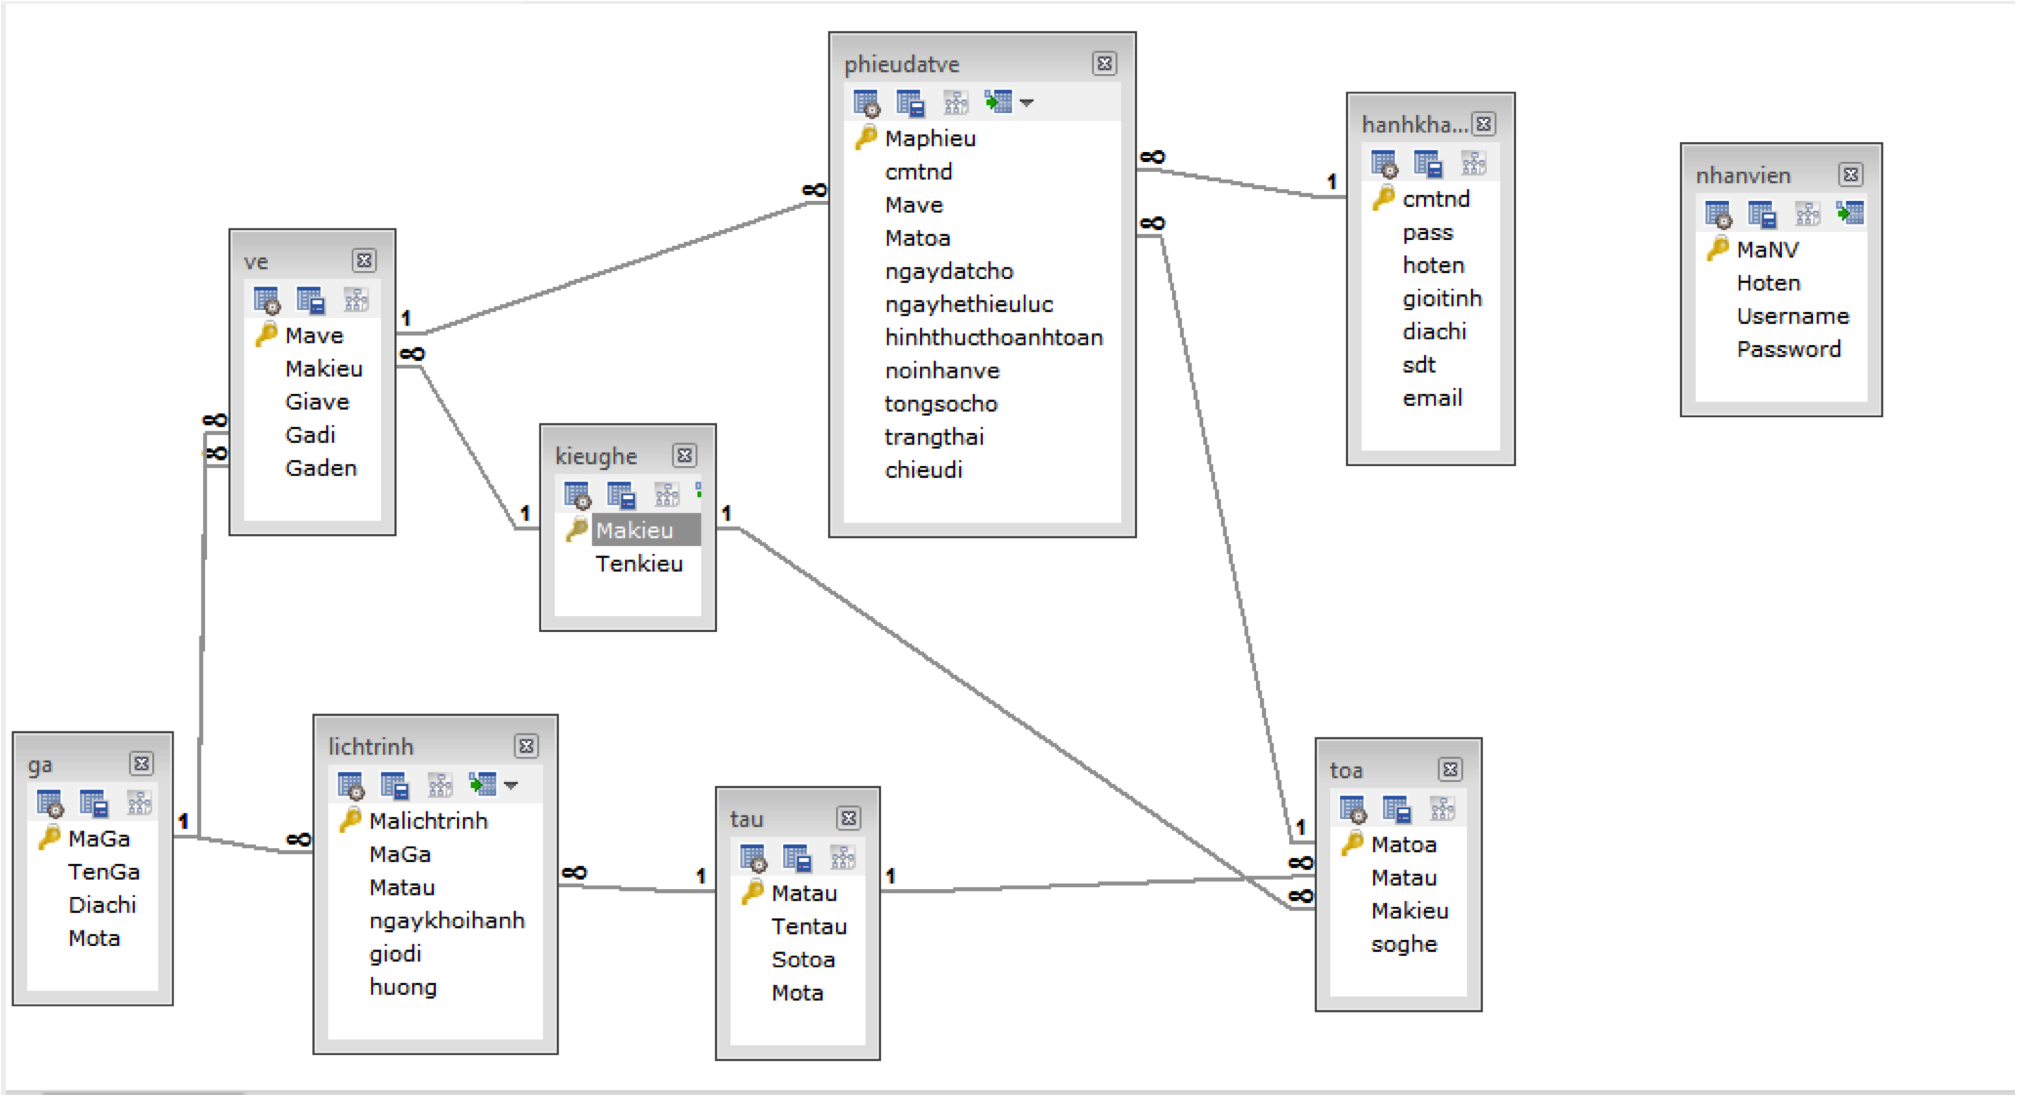 phieudatve
Maphieu
cmtnd
Mave
Matoa
ngaydatcho
ngayhethieuluc
hinhthucthoanhtoan
noinhanve
tongsocho
trangthai
chieudi
hanhkha...
cmtnd
pass
hoten
gioitinh
diachi
sdt
email
nhanvien
MaNV
Hoten
Username
Password
ve
Mave
Makieu
Giave
Gadi
Gaden
kieughe
Makieu
Tenkieu
ga
MaGa
TenGa
Diachi
Mota
lichtrinh
Malichtrinh
MaGa
Matau
ngaykhoihanh
giodi
huong
tau
Matau
Tentau
Sotoa
Mota
toa
Matoa
Matau
Makieu
soghe
∞
1
∞
1
∞
1
∞
1
1
∞
∞
1
∞
∞
1
1
∞
1
∞